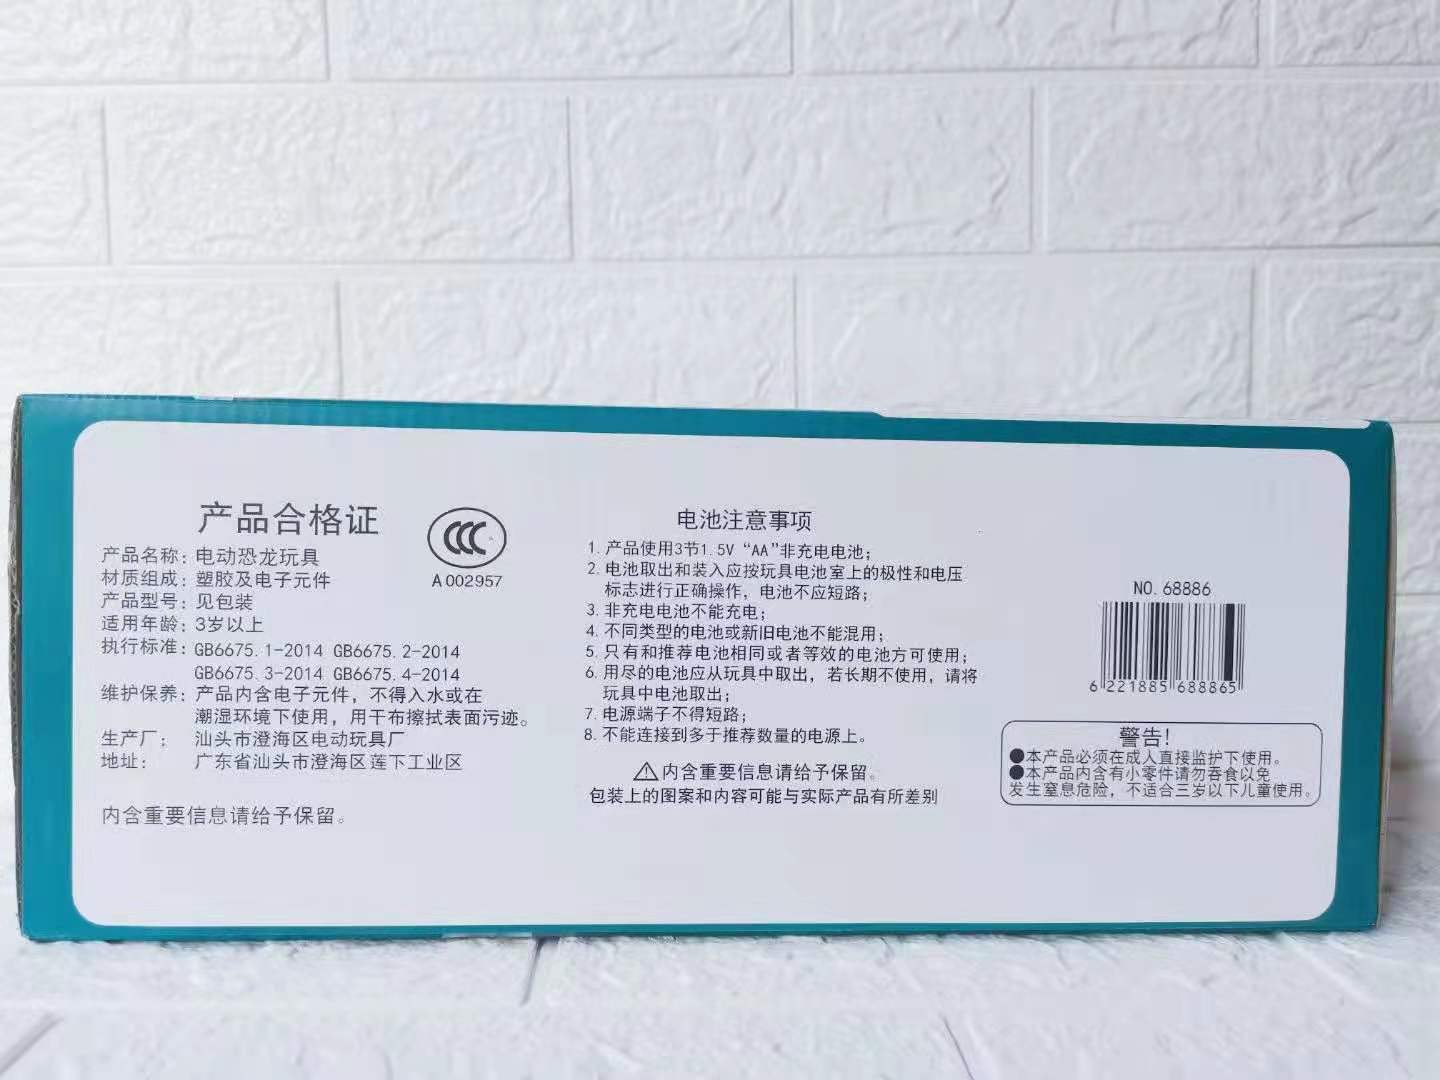 产品合格证
CCC
A 002957
产品名称：电动恐龙玩具
材质组成：塑胶及电子元件
产品型号：见包装
适用年龄：3岁以上
执行标准：GB6675.1-2014 GB6675.2-2014
GB6675.3-2014 GB6675.4-2014
维护保养：产品内含电子元件，不得入水或在
潮湿环境下使用，用干布擦拭表面污迹。
生产厂：汕头市澄海区电动玩具厂
地址：广东省汕头市澄海区莲下工业区
内含重要信息请给予保留。
电池注意事项
1. 产品使用3节1.5V “AA”非充电电池；
2. 电池取出和装入应按玩具电池室上的极性和电压
标志进行正确操作，电池不应短路；
3. 非充电电池不能充电；
4. 不同类型的电池或新旧电池不能混用；
5. 只有和推荐电池相同或者等效的电池方可使用；
6. 用尽的电池应从玩具中取出，若长期不使用，请将
玩具中电池取出；
7. 电源端子不得短路；
8. 不能连接到多于推荐数量的电源上。
内含重要信息请给予保留。
包装上的图案和内容可能与实际产品有所差别
NO. 68886
6 221885 688865
警告！
●本产品必须在成人直接监护下使用。
●本产品内含有小零件请勿吞食以免
发生窒息危险，不适合三岁以下儿童使用。